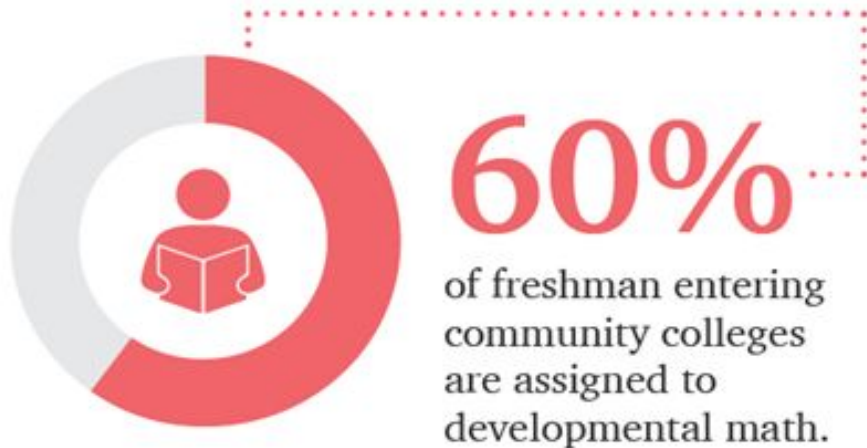 60%
of freshman entering
community colleges
are assigned to
developmental math.